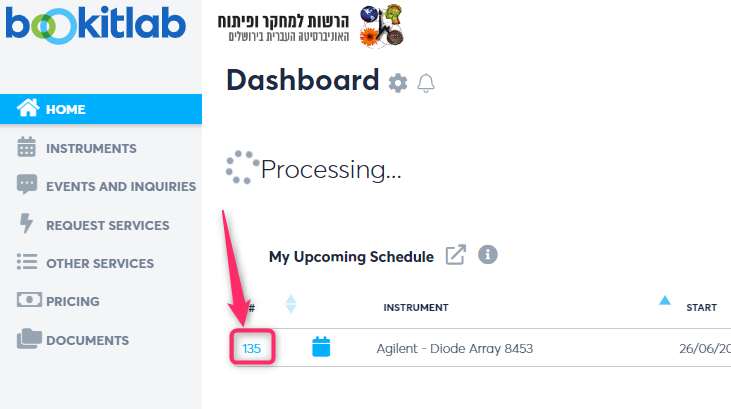 bookitlab
הרשות למחקר ופיתוח
האוניברסיטה העברית בירושלים
Dashboard
HOME
INSTRUMENTS
EVENTS AND INQUIRIES
REQUEST SERVICES
OTHER SERVICES
PRICING
DOCUMENTS
Processing...
My Upcoming Schedule
# INSTRUMENT START
135 Agilent - Diode Array 8453 26/06/20